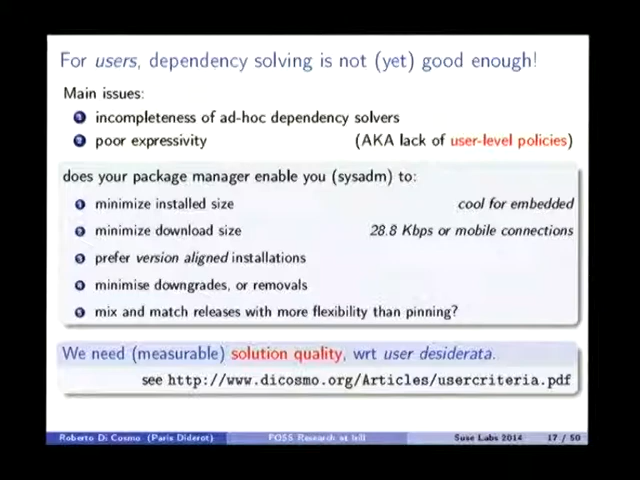 For users, dependency solving is not (yet) good enough!
Main issues:
1 incompleteness of ad-hoc dependency solvers
2 poor expressivity (AKA lack of user-level policies)
does your package manager enable you (sysadm) to:
1 minimize installed size cool for embedded
2 minimize download size 28.8 Kbps or mobile connections
3 prefer version aligned installations
4 minimise downgrades, or removals
5 mix and match releases with more flexibility than pinning?
We need (measurable) solution quality, wrt user desiderata.
see http://www.dicosmo.org/Articles/usercriteria.pdf
Roberto Di Cosmo (Paris Diderot) FOSS Research at Irill Suse Labs 2014 17 / 50